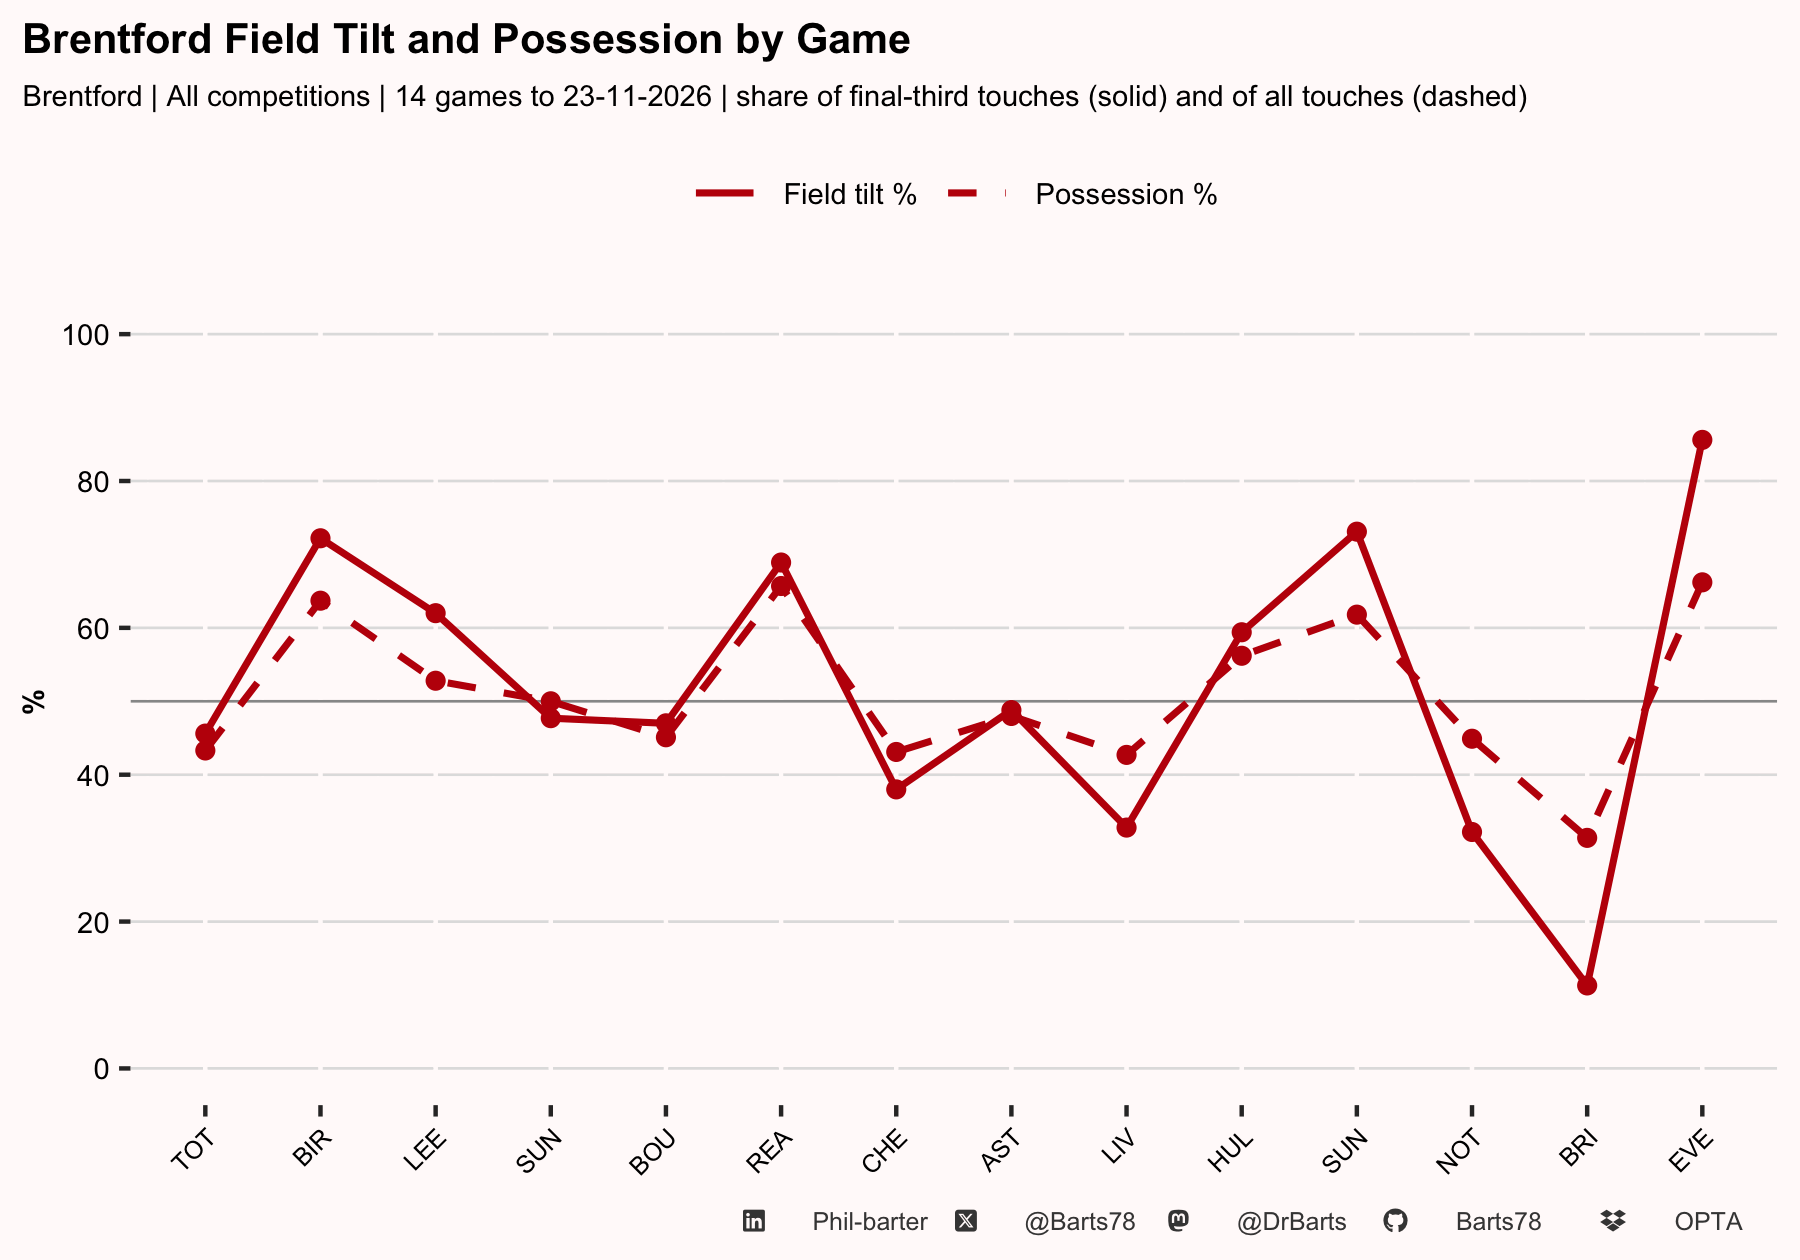 Brentford Field Tilt and Possession by Game
Brentford | All competitions | 14 games to 23-11-2026 | share of final-third touches (solid) and of all touches (dashed)
Field tilt % Possession %
100
80
60
%
40
20
0
TOT BIR LEE SUN BOU REA CHE AST LIV HUL SUN NOT BRI EVE
Phil-barter @Barts78 @DrBarts Barts78 OPTA